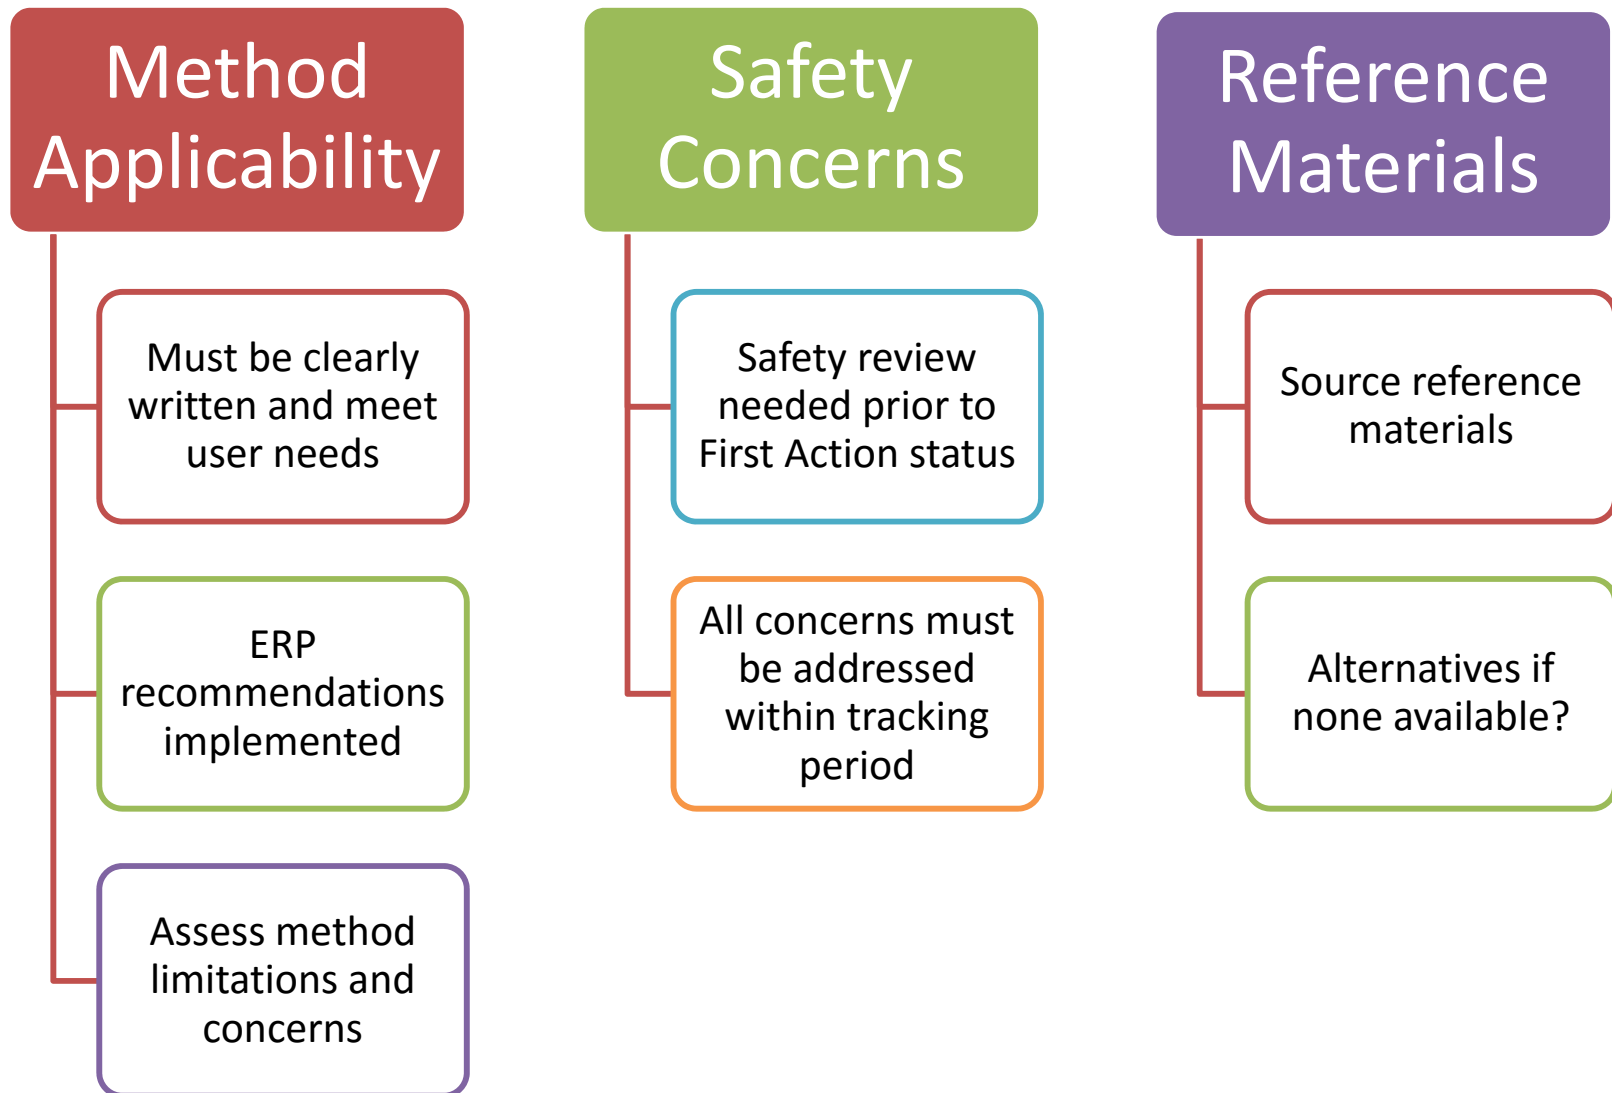 Method
Applicability
Must be clearly
written and meet
user needs
ERP
recommendations
implemented
Assess method
limitations and
concerns
Safety
Concerns
Safety review
needed prior to
First Action status
All concerns must
be addressed
within tracking
period
Reference
Materials
Source reference
materials
Alternatives if
none available?